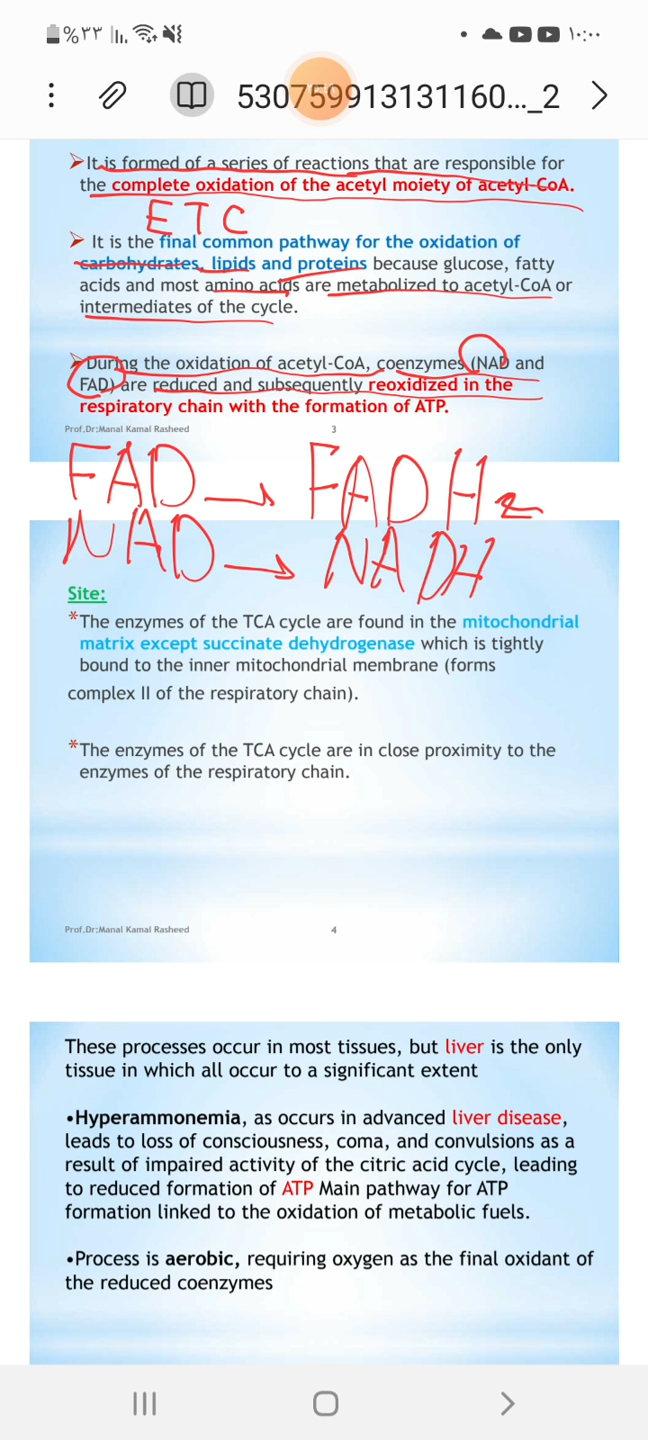 %٣٣ ١٠:٠٠
530759913131160..._2
➤It is formed of a series of reactions that are responsible for
the complete oxidation of the acetyl moiety of acetyl-CoA.
ETC
➤ It is the final common pathway for the oxidation of
carbohydrates, lipids and proteins because glucose, fatty
acids and most amino acids are metabolized to acetyl-CoA or
intermediates of the cycle.
➤During the oxidation of acetyl-CoA, coenzymes (NAD and
FAD) are reduced and subsequently reoxidized in the
respiratory chain with the formation of ATP.
Prof.Dr:Manal Kamal Rasheed 3
FAD → FADH2
NAD → NADH
Site:
*The enzymes of the TCA cycle are found in the mitochondrial
matrix except succinate dehydrogenase which is tightly
bound to the inner mitochondrial membrane (forms
complex II of the respiratory chain).
*The enzymes of the TCA cycle are in close proximity to the
enzymes of the respiratory chain.
Prof.Dr:Manal Kamal Rasheed 4
These processes occur in most tissues, but liver is the only
tissue in which all occur to a significant extent
•Hyperammonemia, as occurs in advanced liver disease,
leads to loss of consciousness, coma, and convulsions as a
result of impaired activity of the citric acid cycle, leading
to reduced formation of ATP Main pathway for ATP
formation linked to the oxidation of metabolic fuels.
•Process is aerobic, requiring oxygen as the final oxidant of
the reduced coenzymes